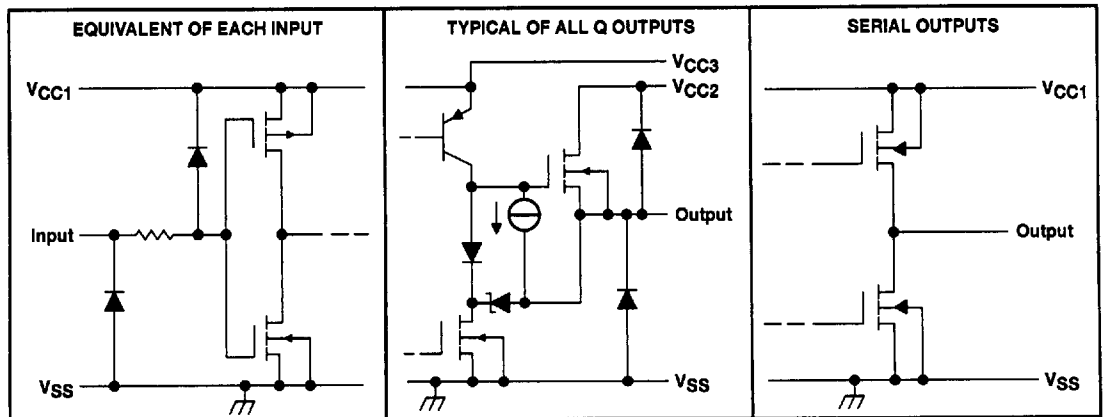 EQUIVALENT OF EACH INPUT
VCC1
Input
VSS
TYPICAL OF ALL Q OUTPUTS
VCC3
VCC2
Output
VSS
SERIAL OUTPUTS
VCC1
Output
VSS